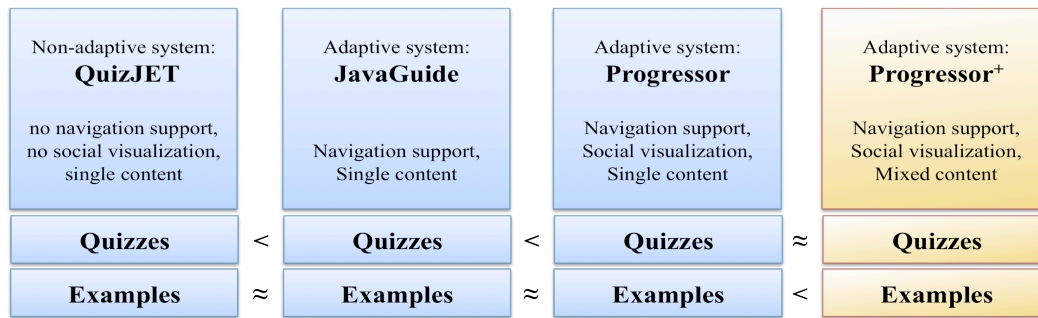 Non-adaptive system:
QuizJET
no navigation support,
no social visualization,
single content
Adaptive system:
JavaGuide
Navigation support,
Single content
Adaptive system:
Progressor
Navigation support,
Social visualization,
Single content
Adaptive system:
Progressor⁺
Navigation support,
Social visualization,
Mixed content
Quizzes < Quizzes < Quizzes ≈ Quizzes
Examples ≈ Examples ≈ Examples < Examples